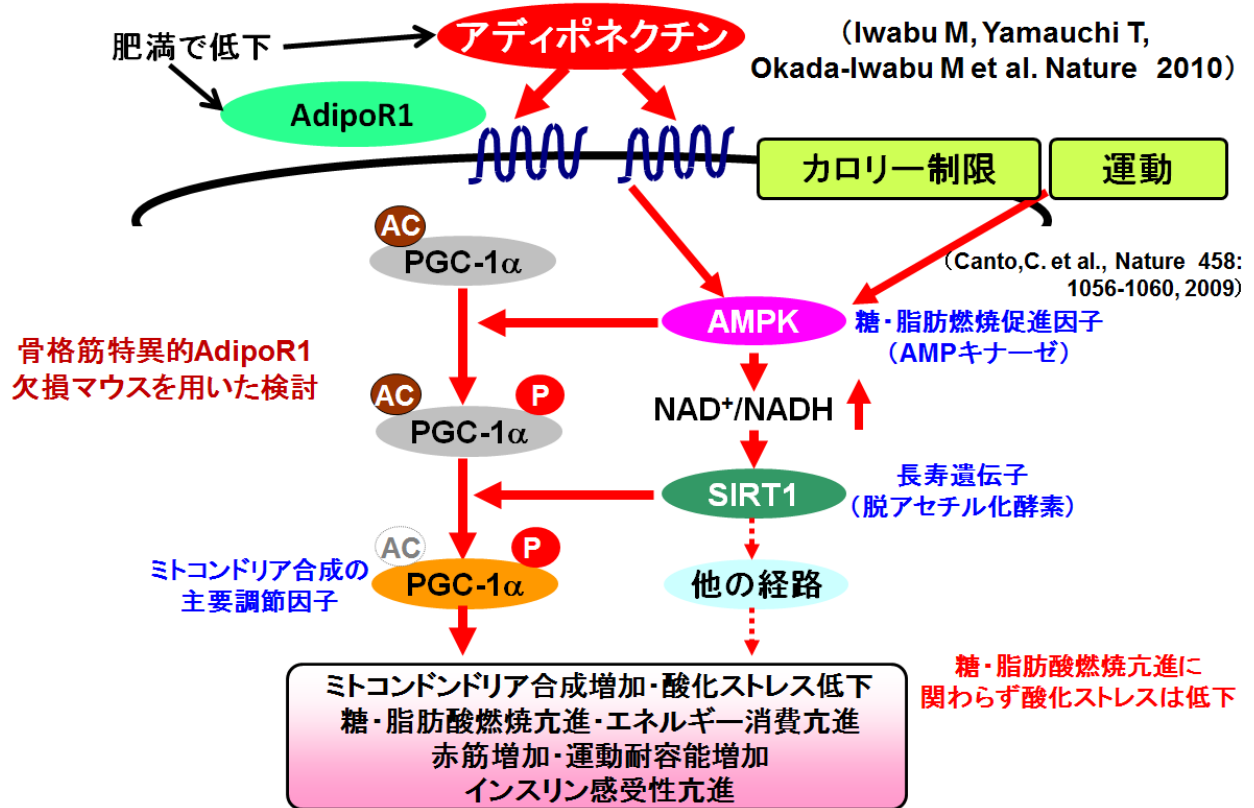 肥満で低下
アディポネクチン
（Iwabu M, Yamauchi T,
Okada-Iwabu M et al. Nature 2010）
AdipoR1
カロリー制限
運動
AC
PGC-1α
（Canto,C. et al., Nature 458:
1056-1060, 2009）
AMPK
糖・脂肪燃焼促進因子
（AMPキナーゼ）
骨格筋特異的AdipoR1
欠損マウスを用いた検討
AC
P
PGC-1α
NAD⁺/NADH
SIRT1
長寿遺伝子
（脱アセチル化酵素）
AC
P
PGC-1α
ミトコンドリア合成の
主要調節因子
他の経路
ミトコンドンドリア合成増加・酸化ストレス低下
糖・脂肪酸燃焼亢進・エネルギー消費亢進
赤筋増加・運動耐容能増加
インスリン感受性亢進
糖・脂肪酸燃焼亢進に
関わらず酸化ストレスは低下